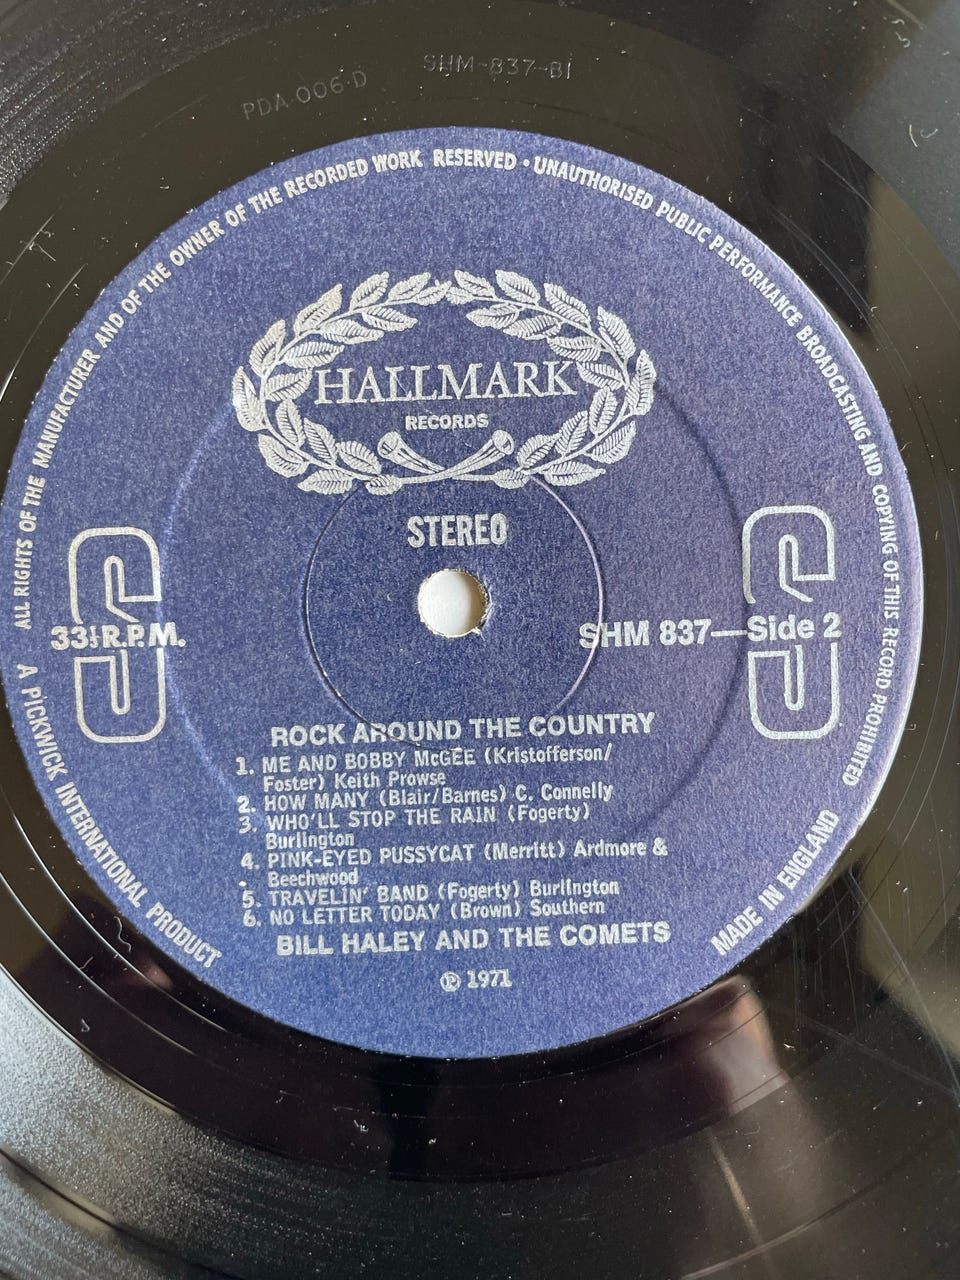 PDA 006·D
SHM-837-B1
ALL RIGHTS OF THE MANUFACTURER AND OF THE OWNER OF THE RECORDED WORK RESERVED • UNAUTHORISED PUBLIC PERFORMANCE BROADCASTING AND COPYING OF THIS RECORD PROHIBITED
HALLMARK
RECORDS
STEREO
33⅓ R.P.M.
SHM 837—Side 2
ROCK AROUND THE COUNTRY
1. ME AND BOBBY McGEE (Kristofferson/
Foster) Keith Prowse
2. HOW MANY (Blair/Barnes) C. Connelly
3. WHO'LL STOP THE RAIN (Fogerty)
Burlington
4. PINK-EYED PUSSYCAT (Merritt) Ardmore &
Beechwood
5. TRAVELIN' BAND (Fogerty) Burlington
6. NO LETTER TODAY (Brown) Southern
BILL HALEY AND THE COMETS
℗ 1971
A PICKWICK INTERNATIONAL PRODUCT
MADE IN ENGLAND